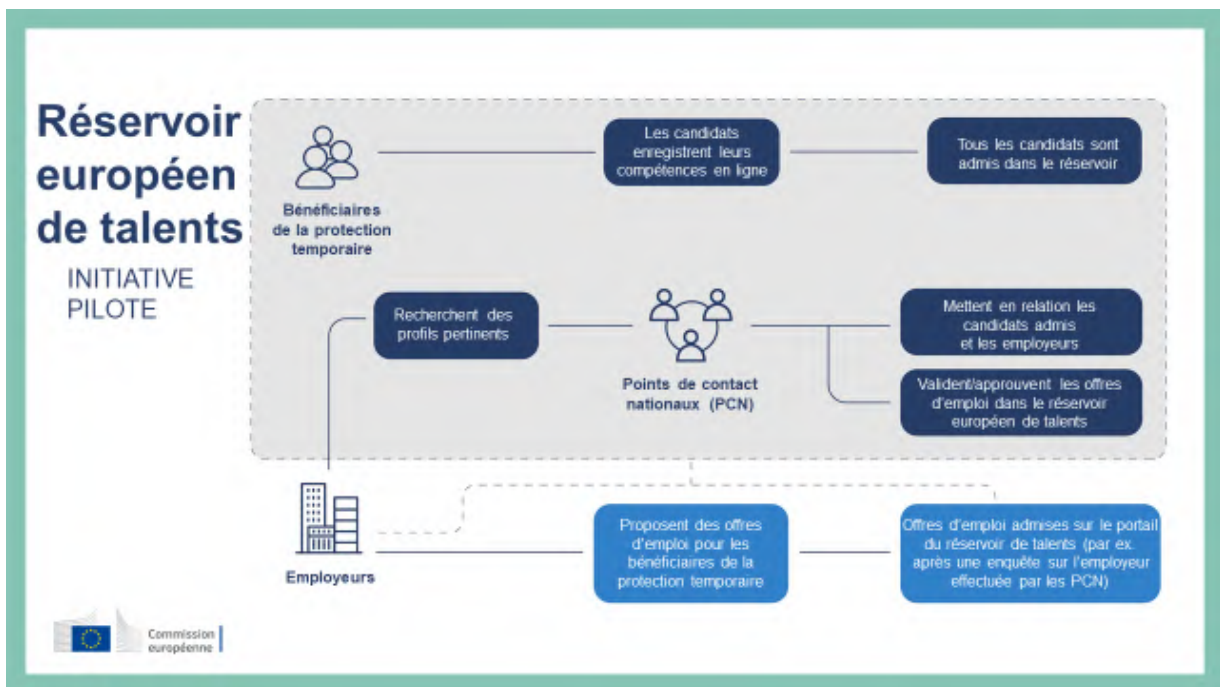 Réservoir
européen
de talents
INITIATIVE
PILOTE
Bénéficiaires
de la protection
temporaire
Les candidats
enregistrent leurs
compétences en ligne
Tous les candidats sont
admis dans le réservoir
Recherchent des
profils pertinents
Points de contact
nationaux (PCN)
Mettent en relation les
candidats admis
et les employeurs
Valident/approuvent les offres
d'emploi dans le réservoir
européen de talents
Employeurs
Proposent des offres
d'emploi pour les
bénéficiaires de la
protection temporaire
Offres d'emploi admises sur le portail
du réservoir de talents (par ex.
après une enquête sur l'employeur
effectuée par les PCN)
Commission
européenne